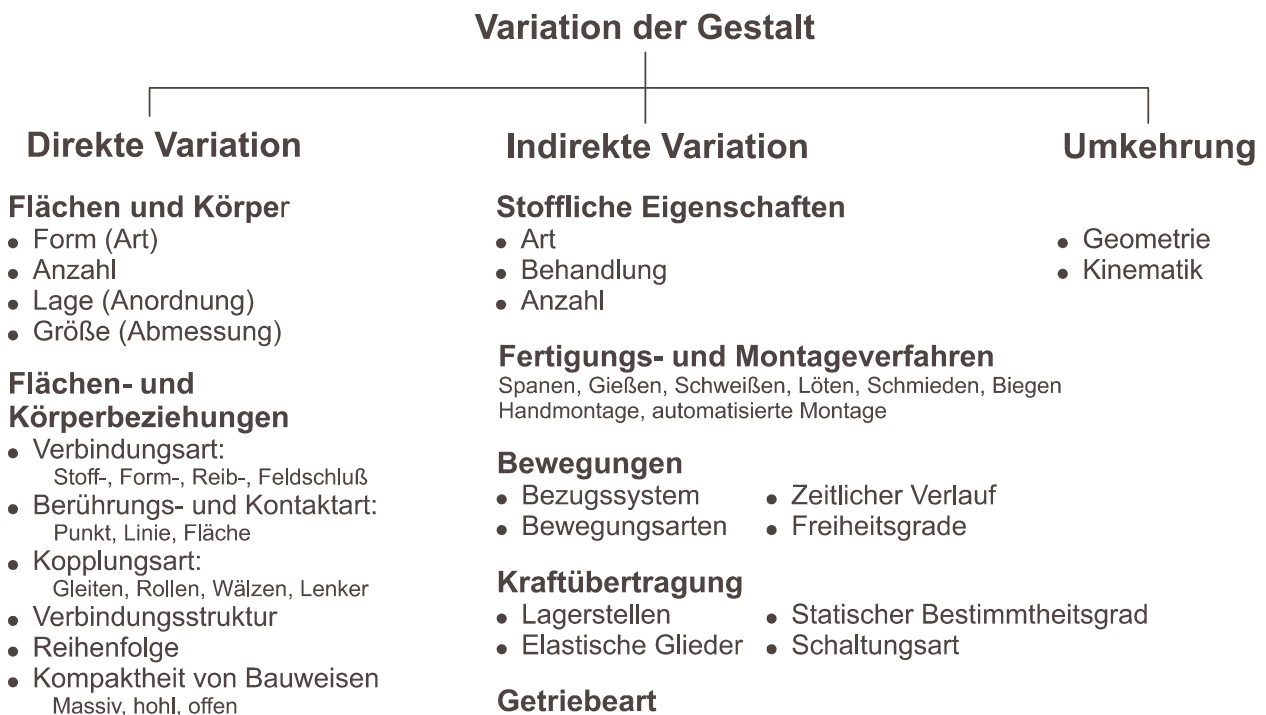 Variation der Gestalt
Direkte Variation
Flächen und Körper
• Form (Art)
• Anzahl
• Lage (Anordnung)
• Größe (Abmessung)
Flächen- und
Körperbeziehungen
• Verbindungsart:
Stoff-, Form-, Reib-, Feldschluß
• Berührungs- und Kontaktart:
Punkt, Linie, Fläche
• Kopplungsart:
Gleiten, Rollen, Wälzen, Lenker
• Verbindungsstruktur
• Reihenfolge
• Kompaktheit von Bauweisen
Massiv, hohl, offen
Indirekte Variation
Stoffliche Eigenschaften
• Art
• Behandlung
• Anzahl
Fertigungs- und Montageverfahren
Spanen, Gießen, Schweißen, Löten, Schmieden, Biegen
Handmontage, automatisierte Montage
Bewegungen
• Bezugssystem
• Bewegungsarten
• Zeitlicher Verlauf
• Freiheitsgrade
Kraftübertragung
• Lagerstellen
• Elastische Glieder
• Statischer Bestimmtheitsgrad
• Schaltungsart
Getriebeart
Umkehrung
• Geometrie
• Kinematik